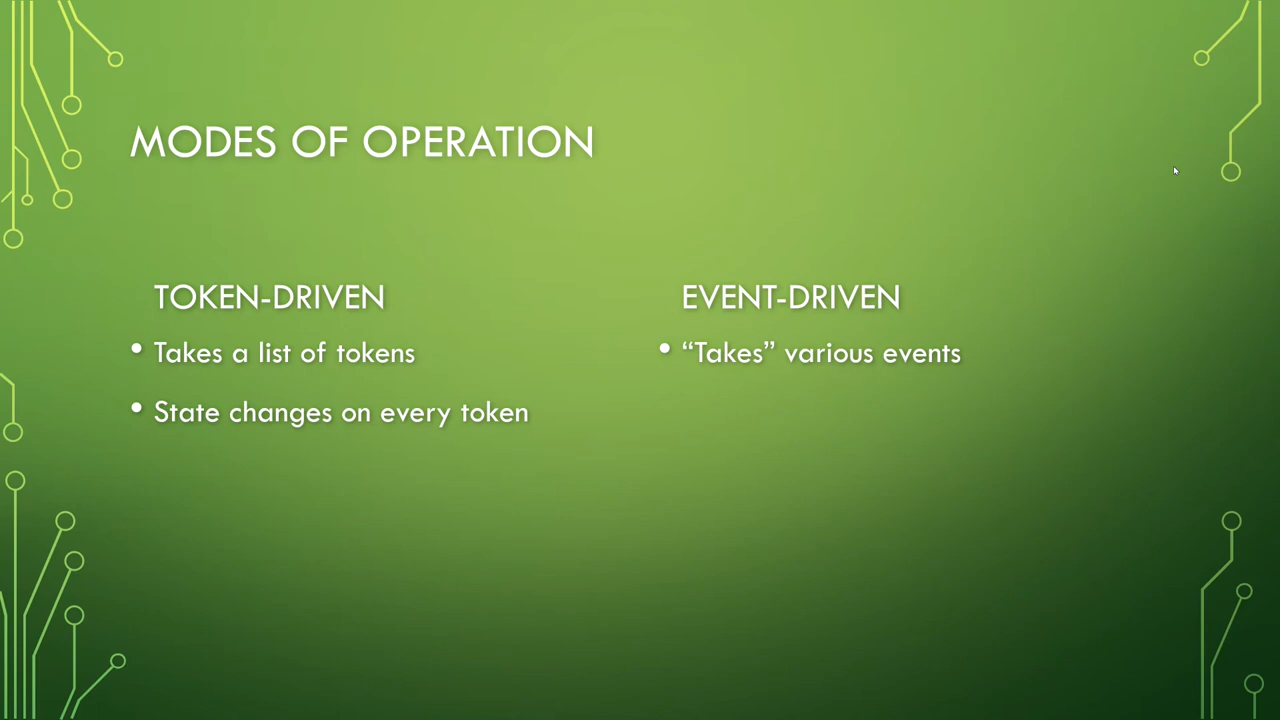 MODES OF OPERATION
TOKEN-DRIVEN
• Takes a list of tokens
• State changes on every token
EVENT-DRIVEN
• “Takes” various events